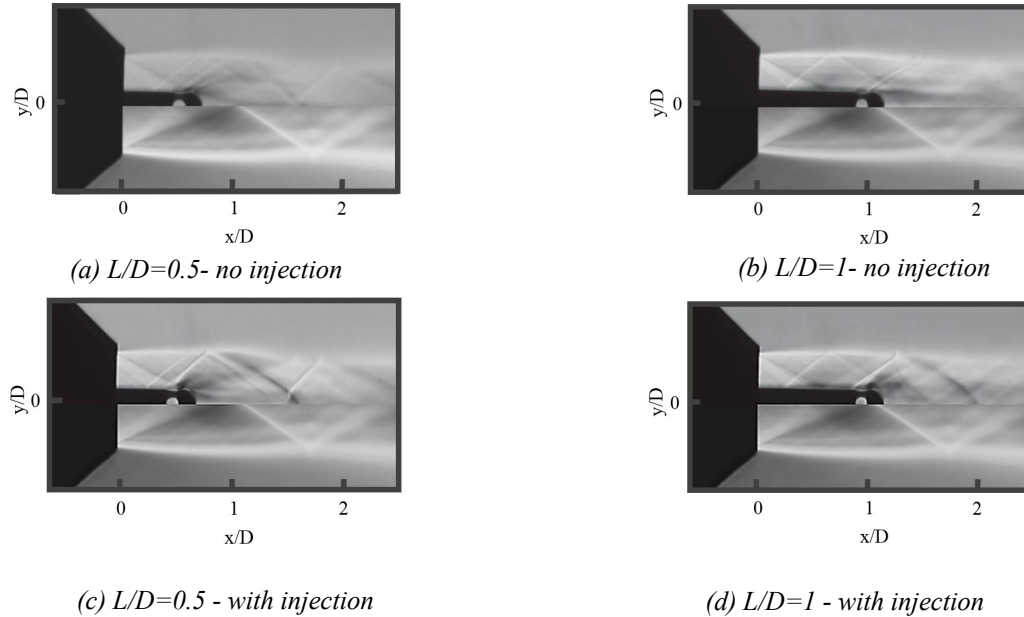 y/D
0
0
1
2
x/D
(a) L/D=0.5- no injection
y/D
0
0
1
2
x/D
(b) L/D=1- no injection
y/D
0
0
1
2
x/D
(c) L/D=0.5 - with injection
y/D
0
0
1
2
x/D
(d) L/D=1 - with injection